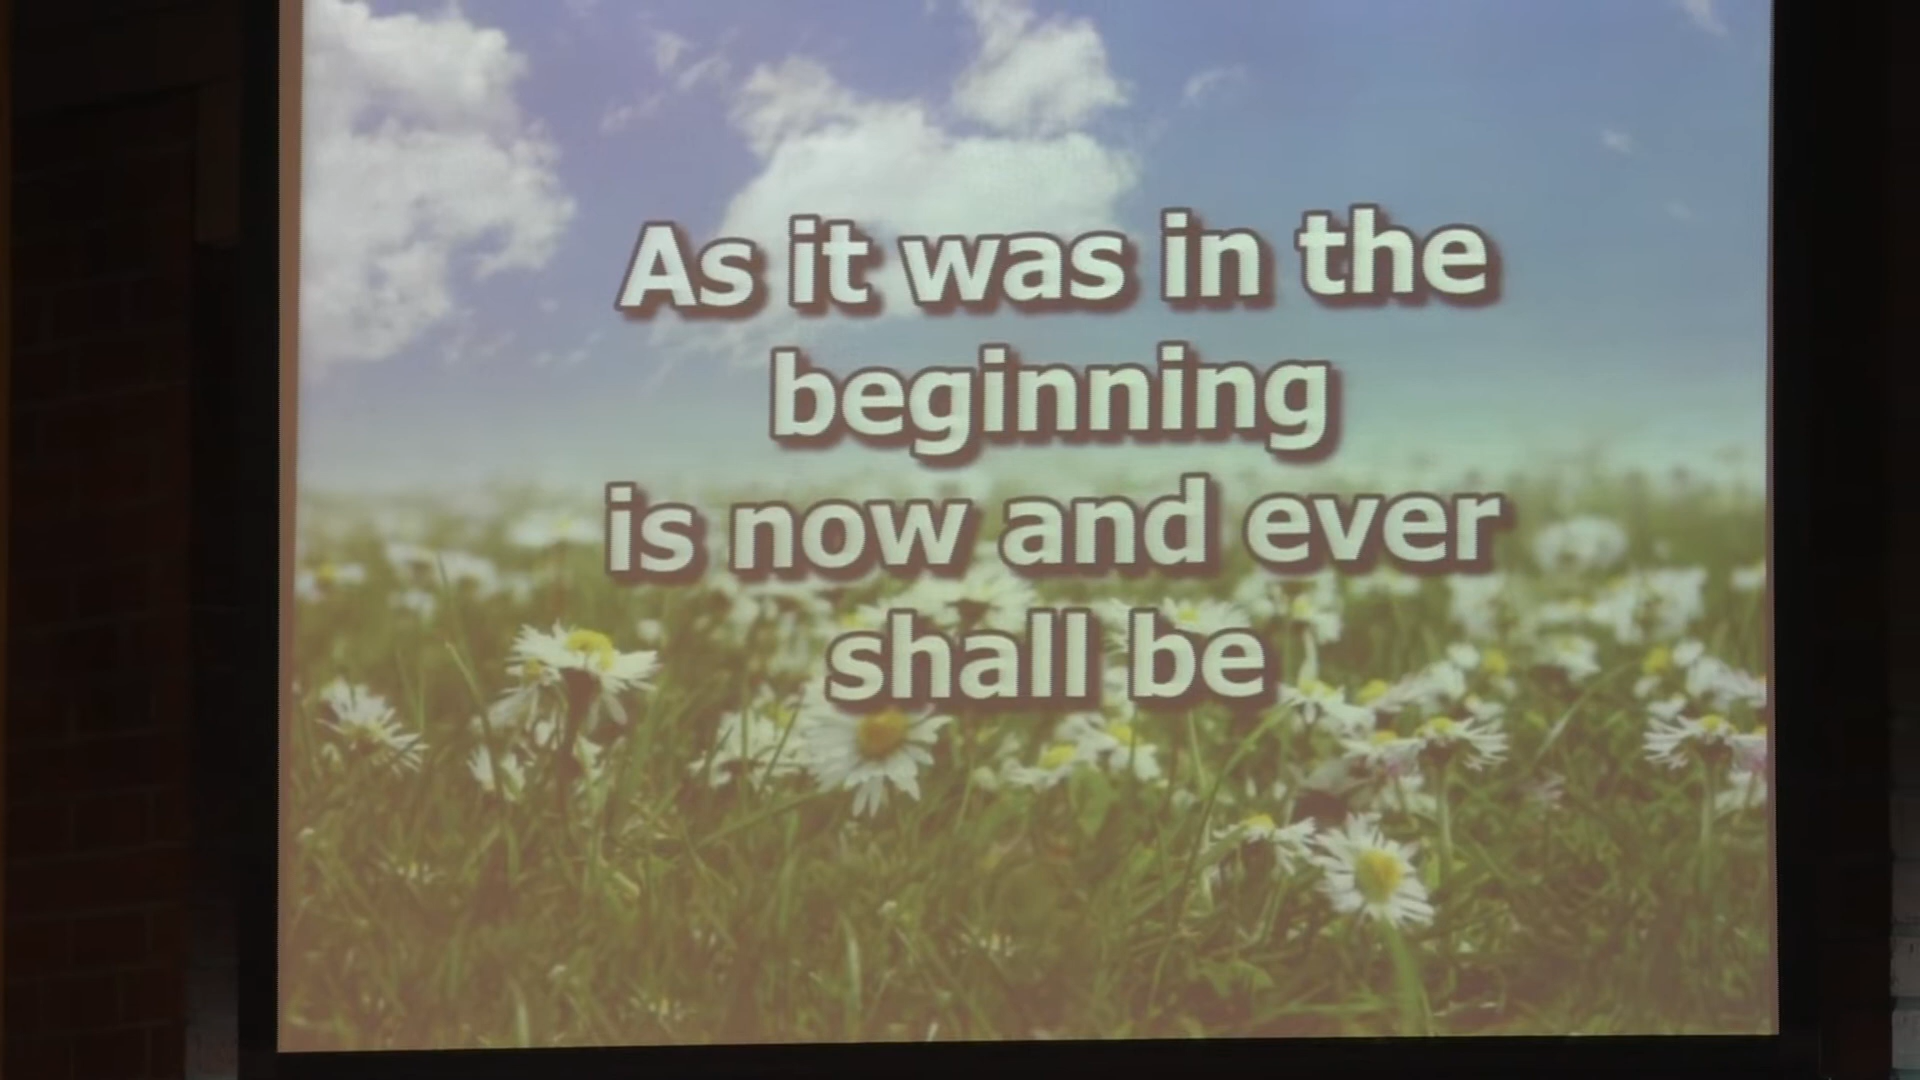 As it was in the
beginning
is now and ever
shall be